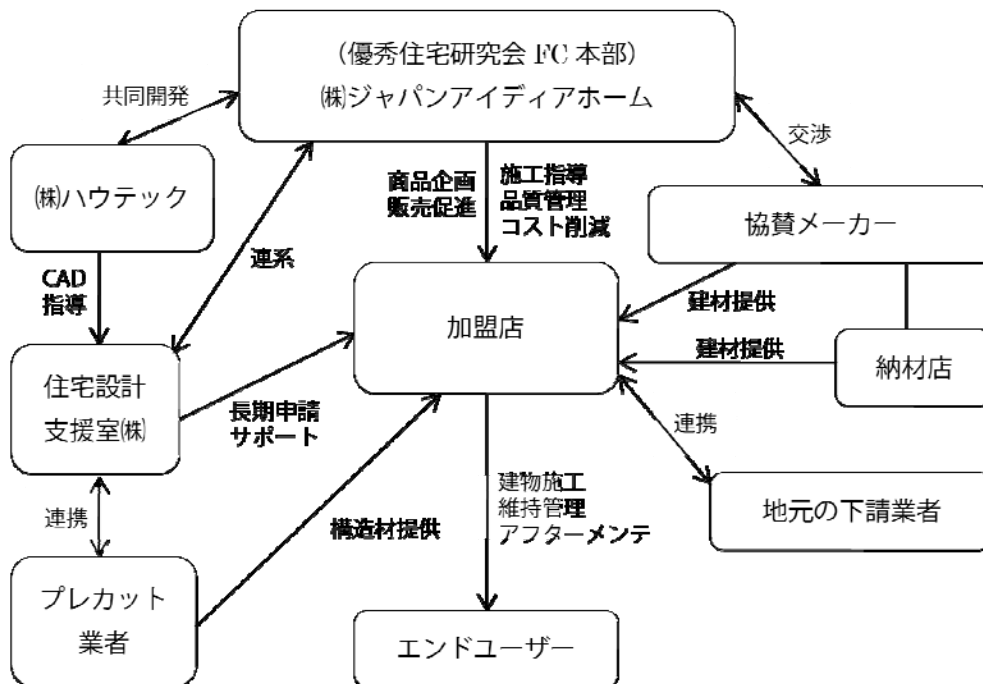 （優秀住宅研究会 FC 本部）
㈱ジャパンアイディアホーム
共同開発
交渉
㈱ハウテック
商品企画
販売促進
施工指導
品質管理
コスト削減
協賛メーカー
CAD
指導
連系
加盟店
建材提供
建材提供
納材店
住宅設計
支援室㈱
長期申請
サポート
連携
連携
構造材提供
建物施工
維持管理
アフターメンテ
地元の下請業者
プレカット
業者
エンドユーザー